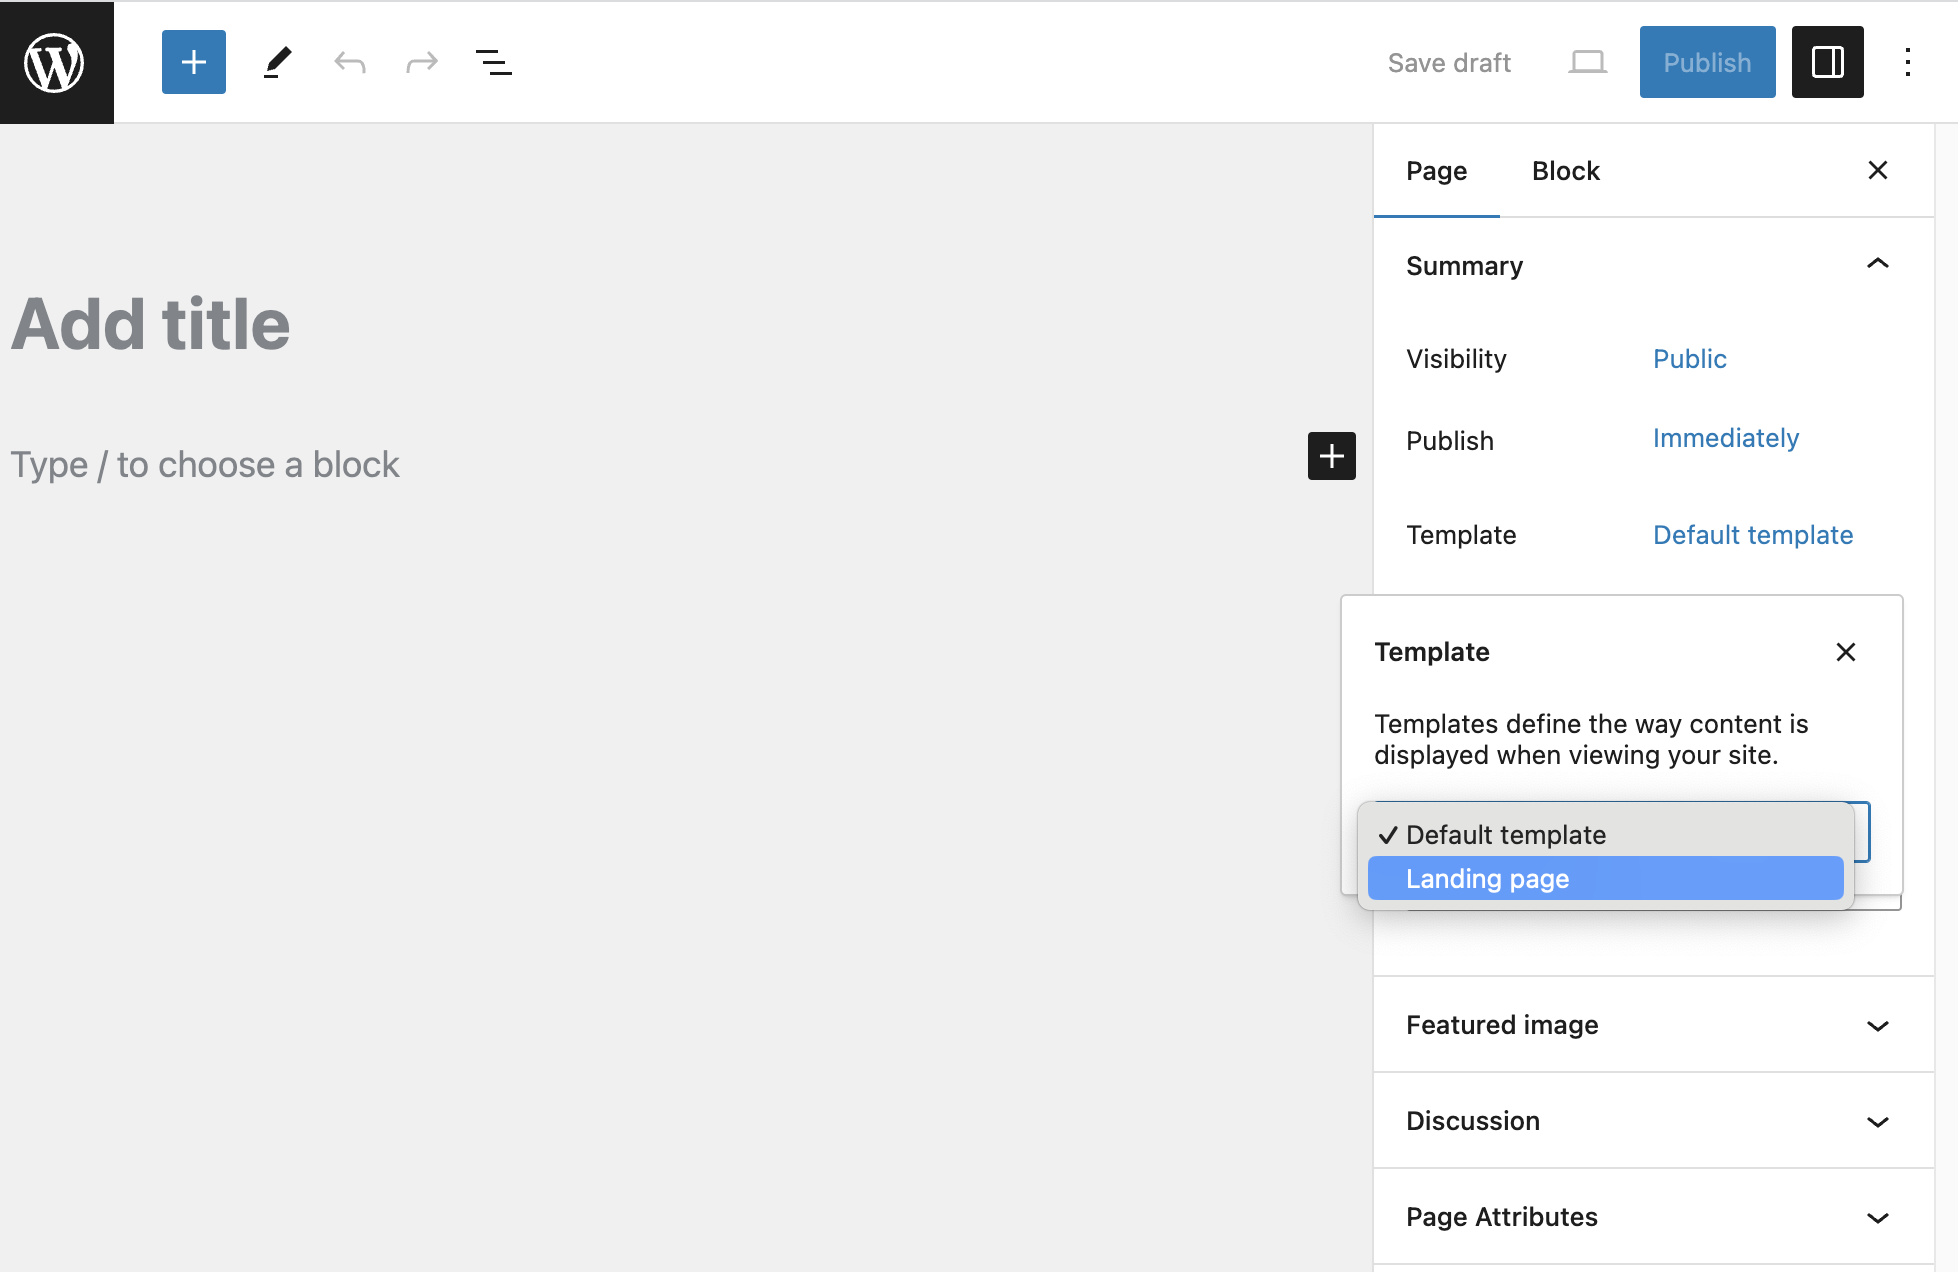 Save draft
Publish
Page
Block
Add title
Type / to choose a block
Summary
Visibility
Public
Publish
Immediately
Template
Default template
Template
Templates define the way content is
displayed when viewing your site.
Default template
Landing page
Featured image
Discussion
Page Attributes